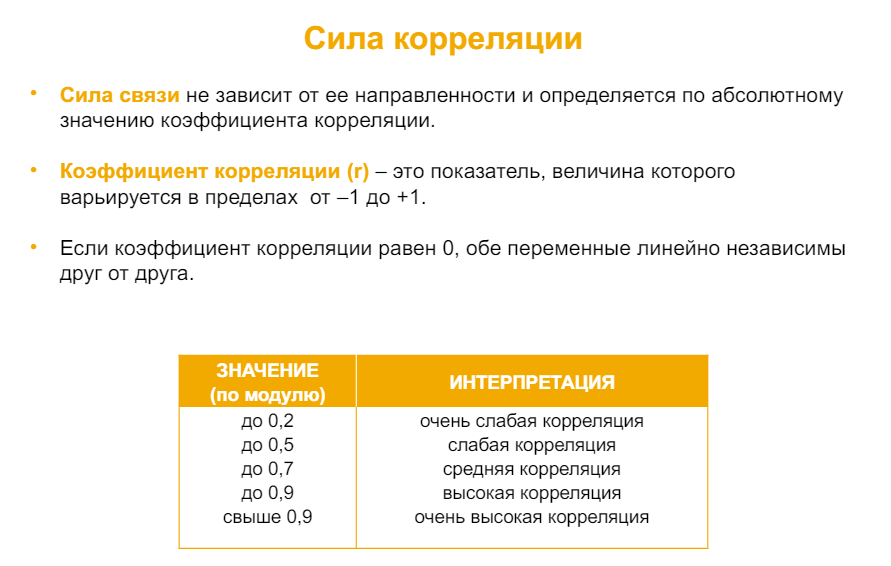 Сила корреляции
• Сила связи не зависит от ее направленности и определяется по абсолютному
значению коэффициента корреляции.
• Коэффициент корреляции (r) – это показатель, величина которого
варьируется в пределах от –1 до +1.
• Если коэффициент корреляции равен 0, обе переменные линейно независимы
друг от друга.
ЗНАЧЕНИЕ
(по модулю)
ИНТЕРПРЕТАЦИЯ
до 0,2 очень слабая корреляция
до 0,5 слабая корреляция
до 0,7 средняя корреляция
до 0,9 высокая корреляция
свыше 0,9 очень высокая корреляция